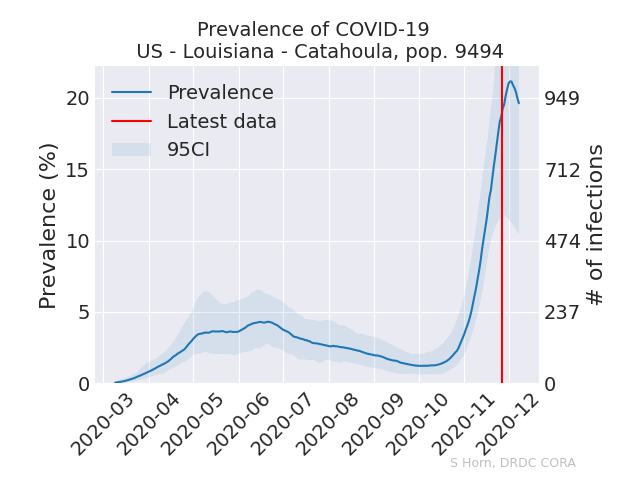 Prevalence of COVID-19
US - Louisiana - Catahoula, pop. 9494
Prevalence
Latest data
95CI
Prevalence (%)
20
15
10
5
0
949
712
474
237
0
# of infections
2020-03
2020-04
2020-05
2020-06
2020-07
2020-08
2020-09
2020-10
2020-11
2020-12
S Horn, DRDC CORA